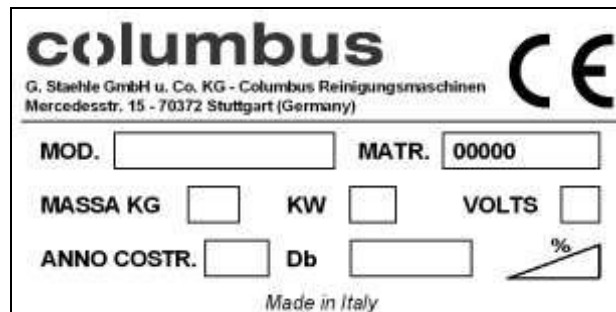 columbus
CE
G. Staehle GmbH u. Co. KG - Columbus Reinigungsmaschinen
Mercedesstr. 15 - 70372 Stuttgart (Germany)
MOD. MATR. 00000
MASSA KG KW VOLTS
ANNO COSTR. Db %
Made in Italy